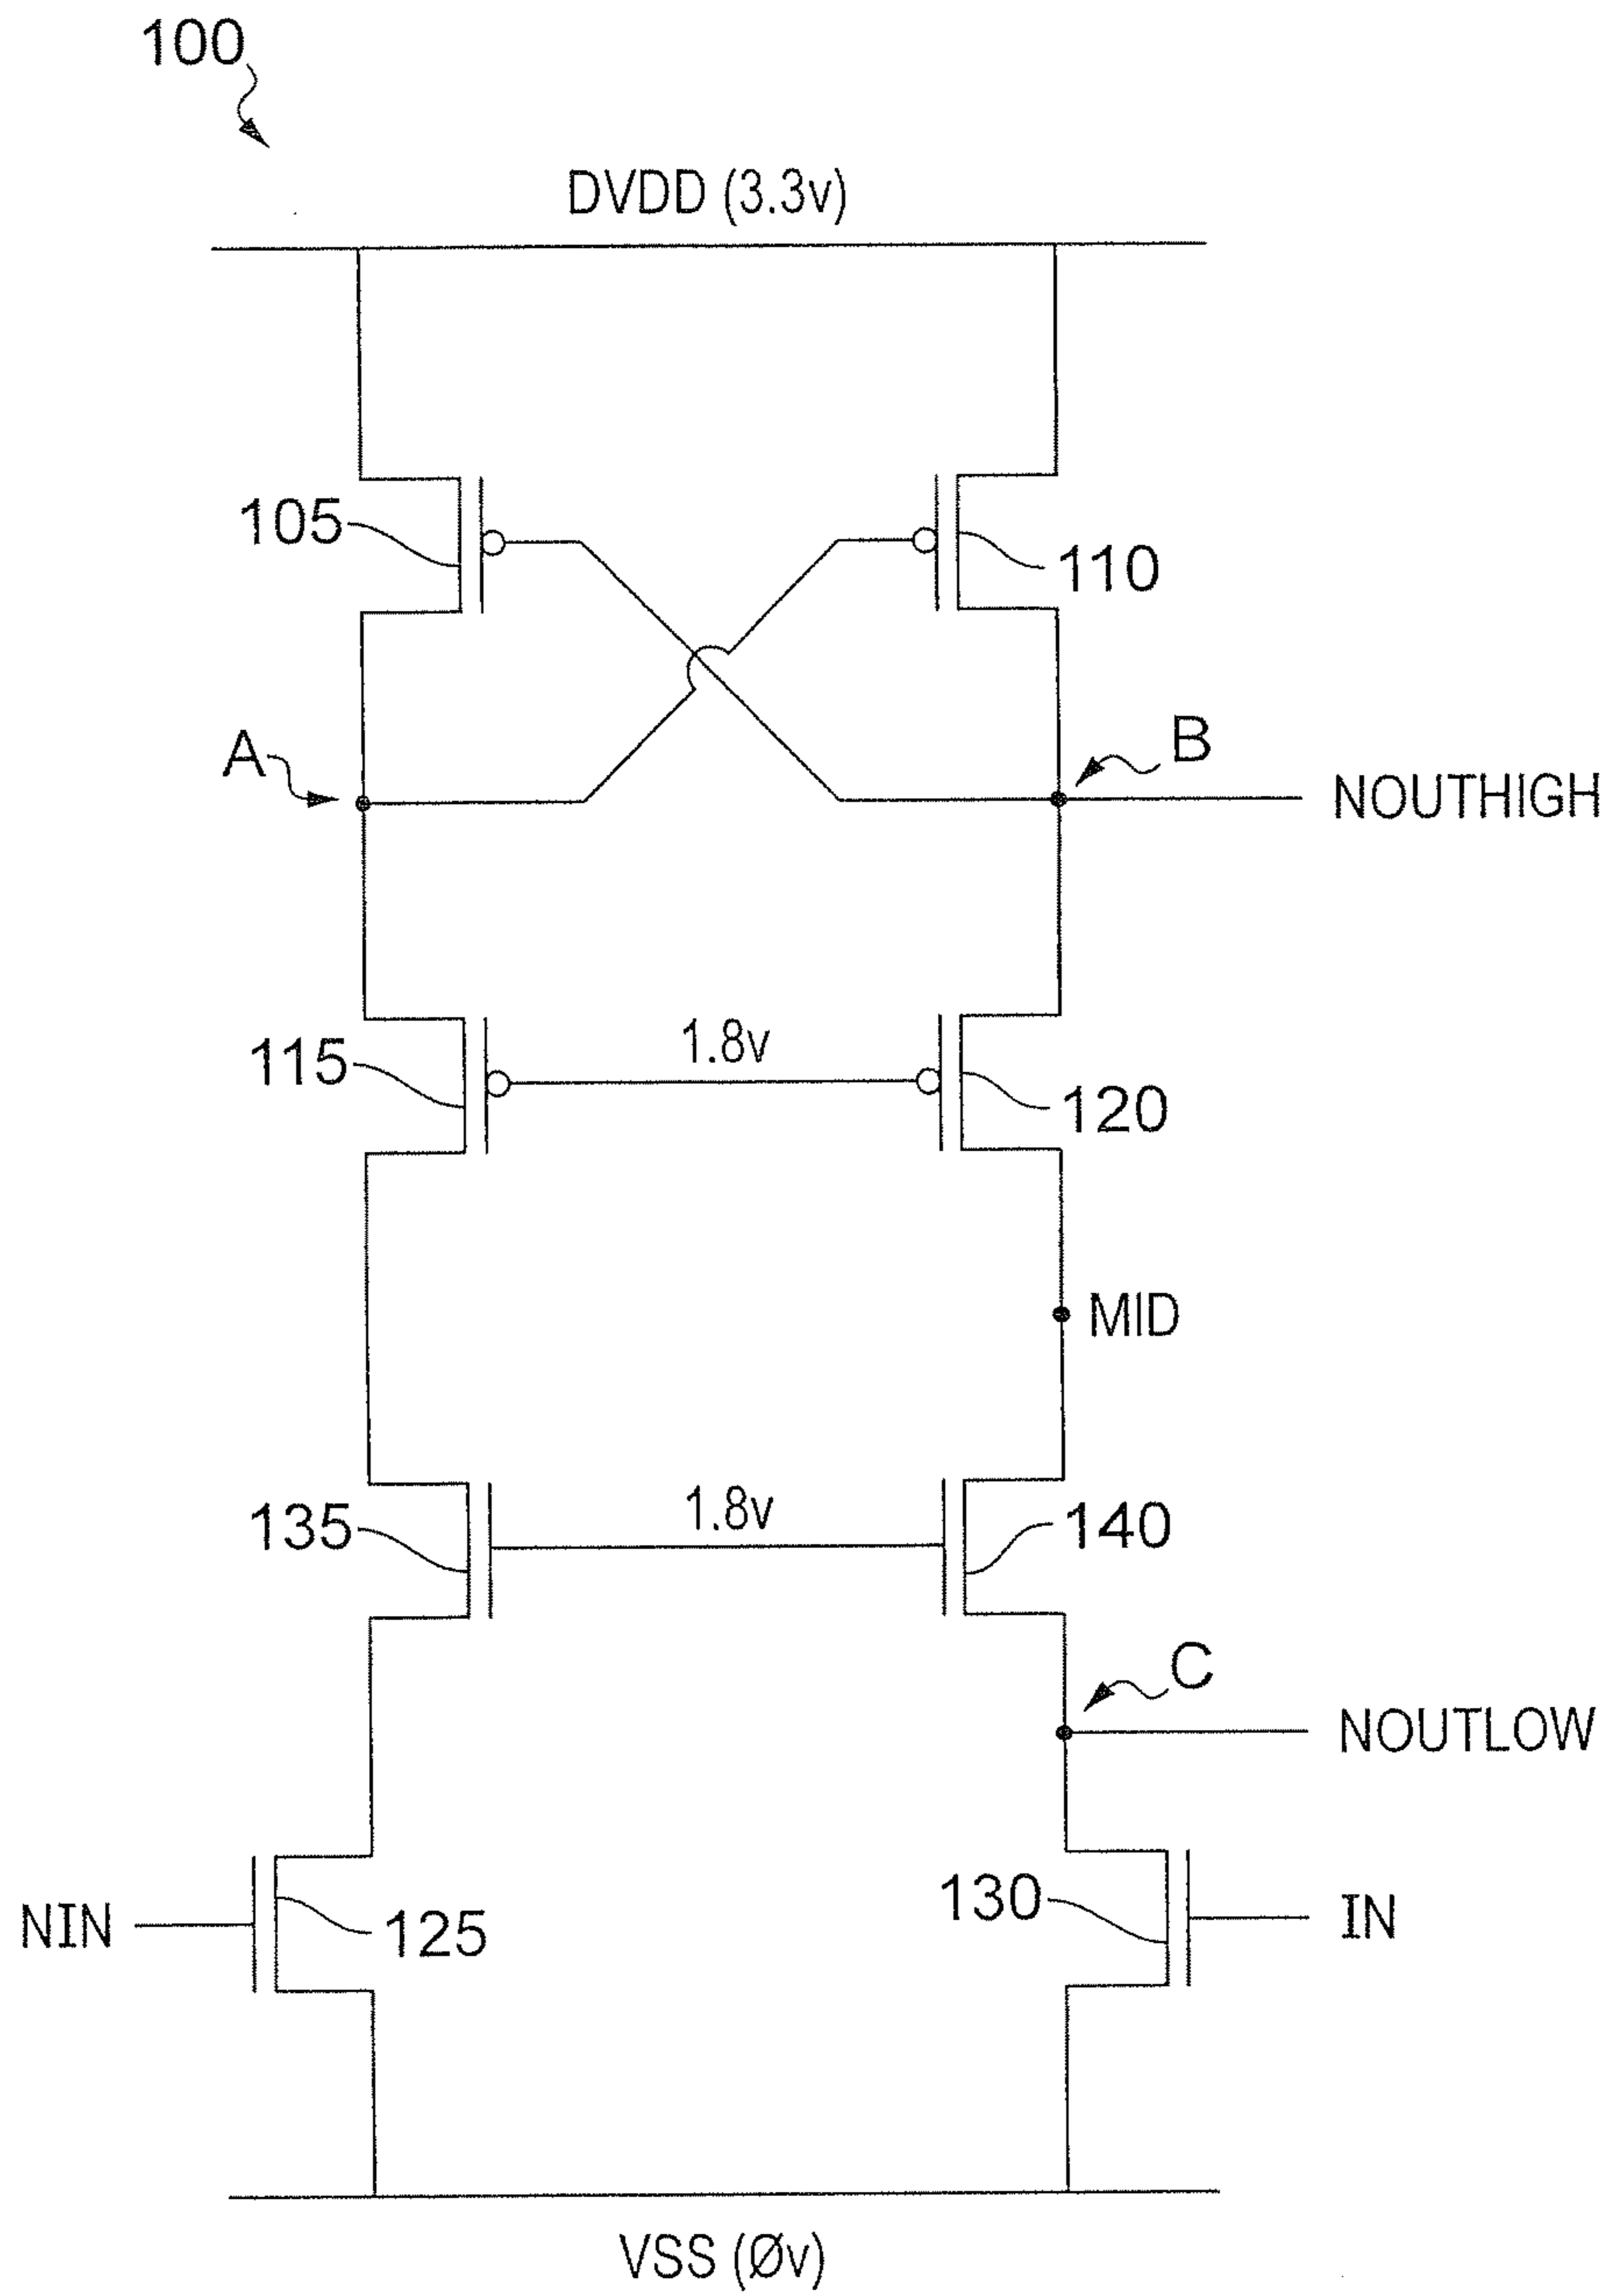 100
DVDD (3.3v)
105
110
A
B
NOUTHIGH
115
1.8v
120
MID
135
1.8v
140
C
NOUTLOW
NIN
125
130
IN
VSS (Øv)